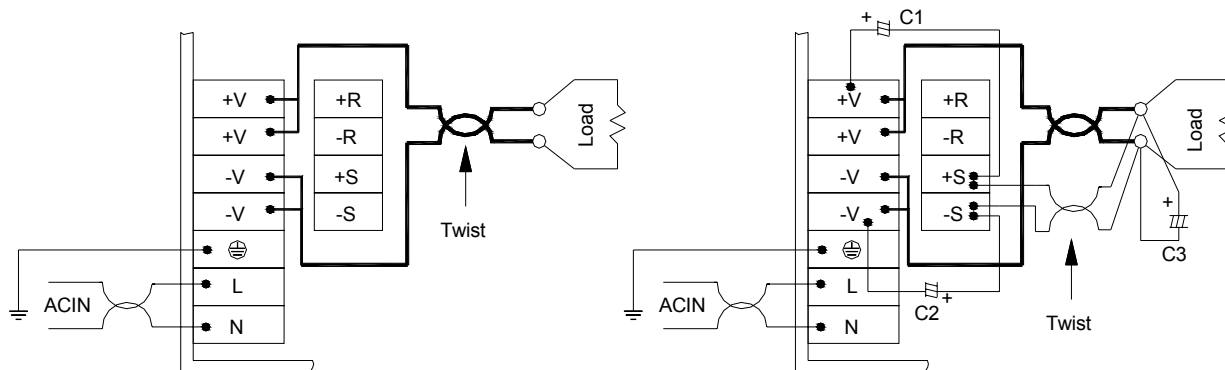 +V +R
+V -R
-V +S
-V -S
L
N
ACIN
Load
Twist
+ C1
+V +R
+V -R
-V +S
-V -S
L
N
ACIN
Load
+
C3
C2 +
Twist